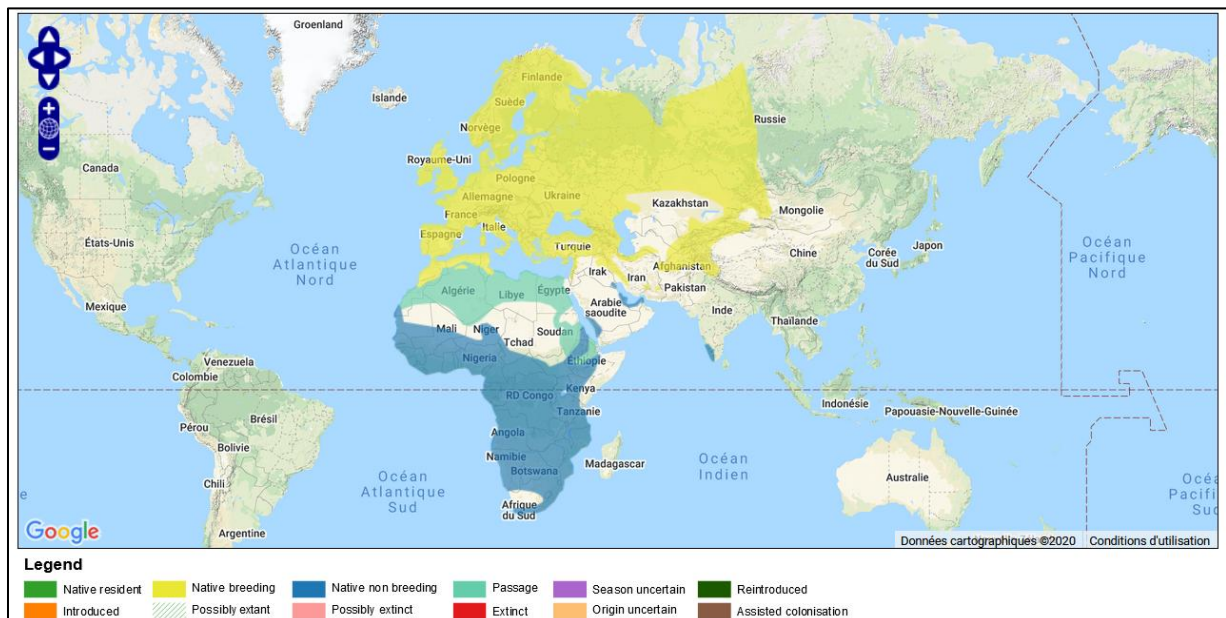 Groenland
Islande
Finlande
Suède
Norvège
Russie
Royaume-Uni
Pologne
Allemagne
Ukraine
Kazakhstan
Mongolie
France
Italie
Espagne
Turquie
Canada
États-Unis
Océan
Atlantique
Nord
Afghanistan
Chine
Corée
du Sud
Japon
Océan
Pacifique
Nord
Irak
Iran
Pakistan
Algérie
Libye
Égypte
Arabie
saoudite
Inde
Mexique
Mali
Niger
Tchad
Soudan
Thaïlande
Nigeria
Éthiopie
Venezuela
Colombie
Kenya
RD Congo
Tanzanie
Indonésie
Papouasie-Nouvelle-Guinée
Brésil
Pérou
Bolivie
Angola
Namibie
Botswana
Madagascar
Océan
Indien
Australie
Chili
Océan
Atlantique
Sud
Afrique
du Sud
Argentine
Google
Données cartographiques ©2020
Conditions d'utilisation
Legend
Native resident
Native breeding
Native non breeding
Passage
Season uncertain
Reintroduced
Introduced
Possibly extant
Possibly extinct
Extinct
Origin uncertain
Assisted colonisation